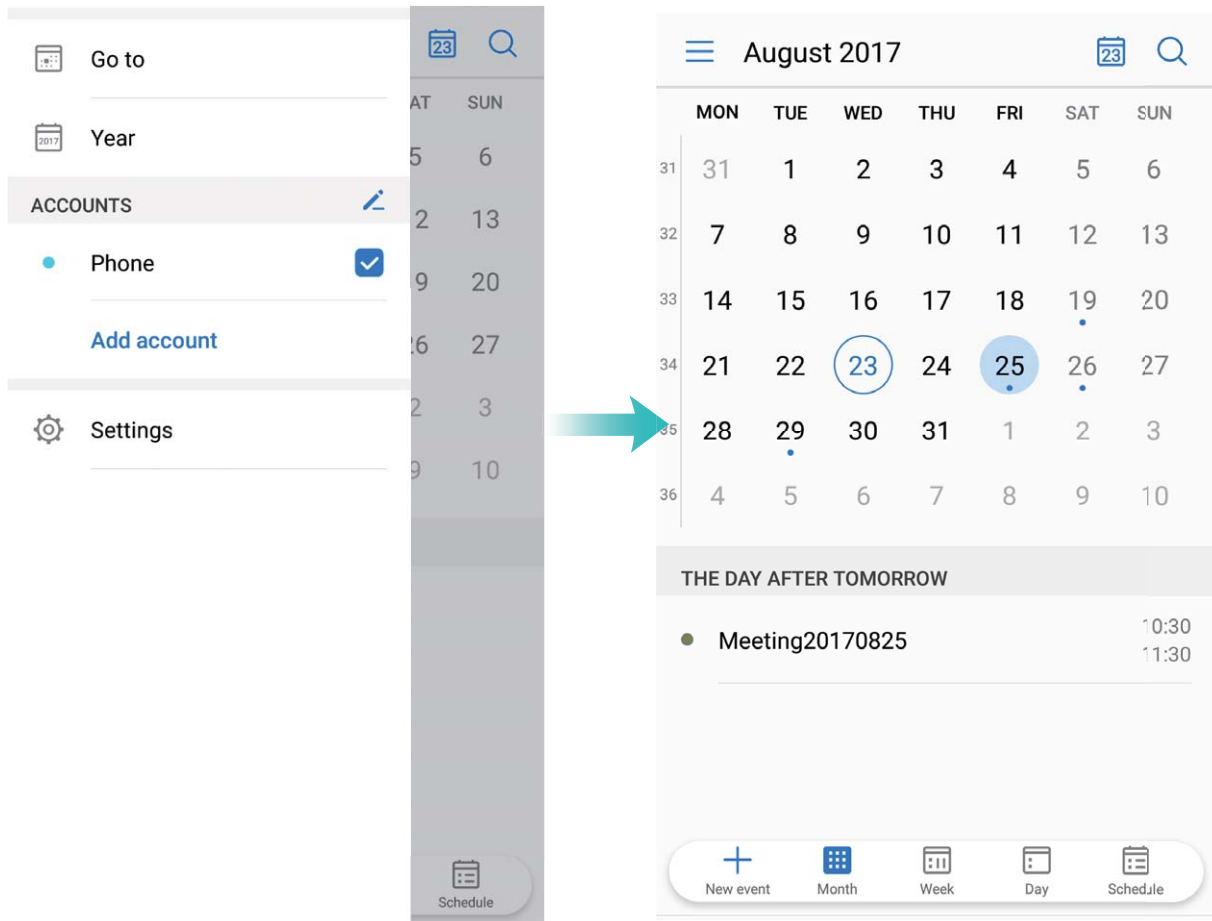 Go to
2017
Year
ACCOUNTS
Phone
Add account
Settings
23
AT SUN
5 6
2 13
9 20
26 27
2 3
9 10
Schedule
August 2017
23
MON TUE WED THU FRI SAT SUN
31 31 1 2 3 4 5 6
32 7 8 9 10 11 12 13
33 14 15 16 17 18 19 20
34 21 22 23 24 25 26 27
35 28 29 30 31 1 2 3
36 4 5 6 7 8 9 10
THE DAY AFTER TOMORROW
Meeting20170825
10:30
11:30
New event Month Week Day Schedule